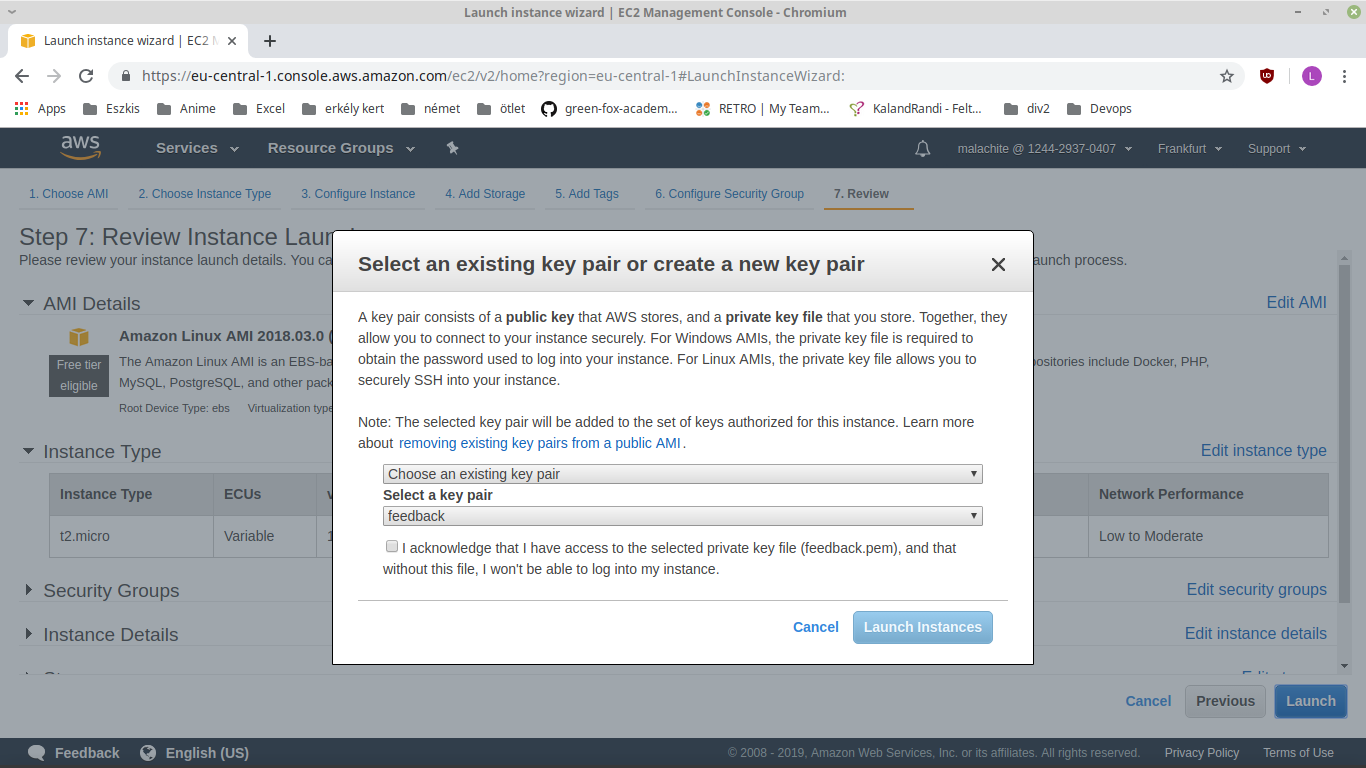 Launch instance wizard | EC2 Management Console - Chromium
Launch instance wizard | EC2
https://eu-central-1.console.aws.amazon.com/ec2/v2/home?region=eu-central-1#LaunchInstanceWizard:
L
Apps Eszkis Anime Excel erkély kert német ötlet green-fox-academ... RETRO | My Team... KalandRandi - Felt... div2 Devops
aws Services Resource Groups malachite @ 1244-2937-0407 Frankfurt Support
1. Choose AMI 2. Choose Instance Type 3. Configure Instance 4. Add Storage 5. Add Tags 6. Configure Security Group 7. Review
Step 7: Review Instance
Please review your instance launch details. You process.
AMI Details Edit AMI
Amazon Linux AMI 2018.03.0 (
Free tier
eligible
The Amazon Linux AMI is an include Docker, PHP,
MySQL, PostgreSQL, and other
Root Device Type: ebs Virtualization type
Instance Type Edit instance type
Instance Type ECUs Network Performance
t2.micro Variable 1 Low to Moderate
Security Groups Edit security groups
Instance Details Edit instance details
Select an existing key pair or create a new key pair
A key pair consists of a public key that AWS stores, and a private key file that you store. Together, they
allow you to connect to your instance securely. For Windows AMIs, the private key file is required to
obtain the password used to log into your instance. For Linux AMIs, the private key file allows you to
securely SSH into your instance.
Note: The selected key pair will be added to the set of keys authorized for this instance. Learn more
about removing existing key pairs from a public AMI.
Choose an existing key pair
Select a key pair
feedback
I acknowledge that I have access to the selected private key file (feedback.pem), and that
without this file, I won't be able to log into my instance.
Cancel Launch Instances
Cancel Previous Launch
Feedback English (US) © 2008 - 2019, Amazon Web Services, Inc. or its affiliates. All rights reserved. Privacy Policy Terms of Use